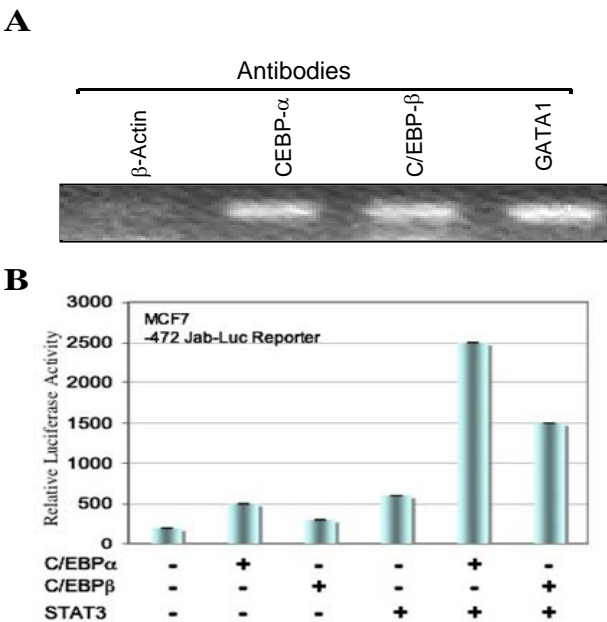 A
Antibodies
β-Actin
CEBP-α
C/EBP-β
GATA1
B
Relative Luciferase Activity
3000
2500
2000
1500
1000
500
0
MCF7
-472 Jab-Luc Reporter
C/EBPα - + - - + -
C/EBPβ - - + - - +
STAT3 - - - + + +